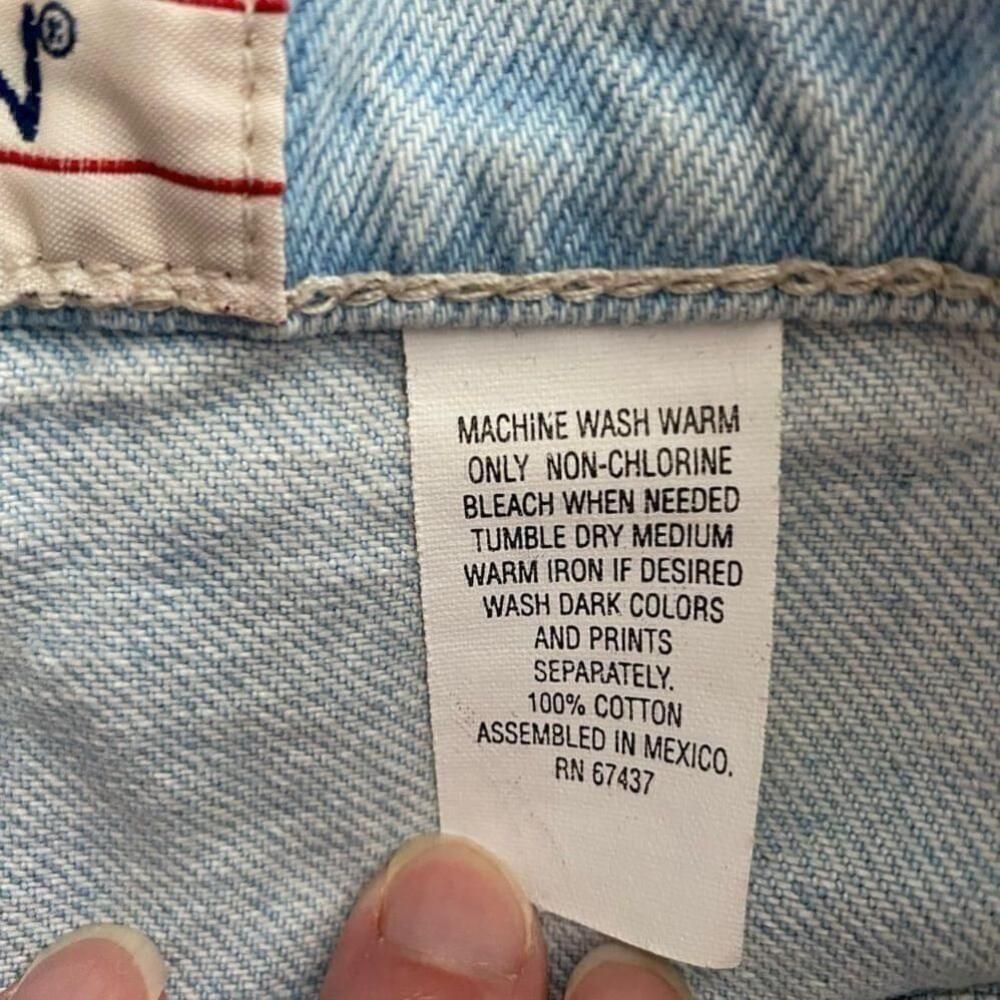 ®
MACHINE WASH WARM
ONLY NON-CHLORINE
BLEACH WHEN NEEDED
TUMBLE DRY MEDIUM
WARM IRON IF DESIRED
WASH DARK COLORS
AND PRINTS
SEPARATELY.
100% COTTON
ASSEMBLED IN MEXICO.
RN 67437